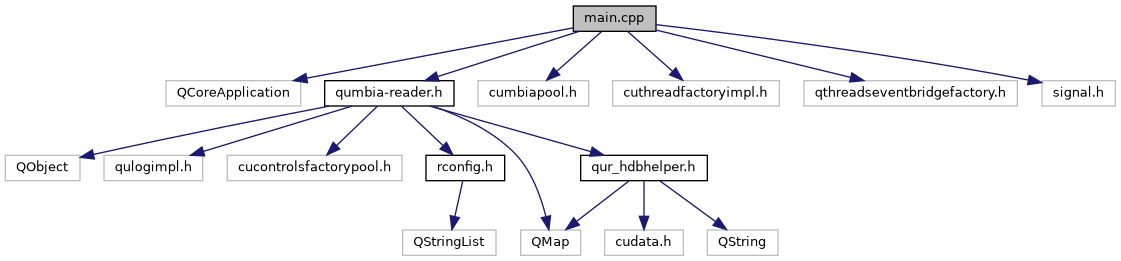 main.cpp
QCoreApplication
qumbia-reader.h
cumbiapool.h
cuthreadfactoryimpl.h
qthreadseventbridgefactory.h
signal.h
QObject
qulogimpl.h
cucontrolsfactorypool.h
rconfig.h
qur_hdbhelper.h
QStringList
QMap
cudata.h
QString